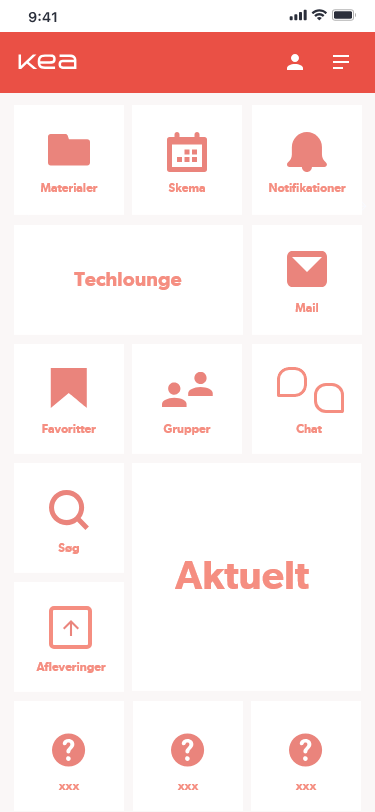 9:41
kea
Materialer
Skema
Notifikationer
Techlounge
Mail
Favoritter
Grupper
Chat
Søg
Aktuelt
Afleveringer
xxx
xxx
xxx